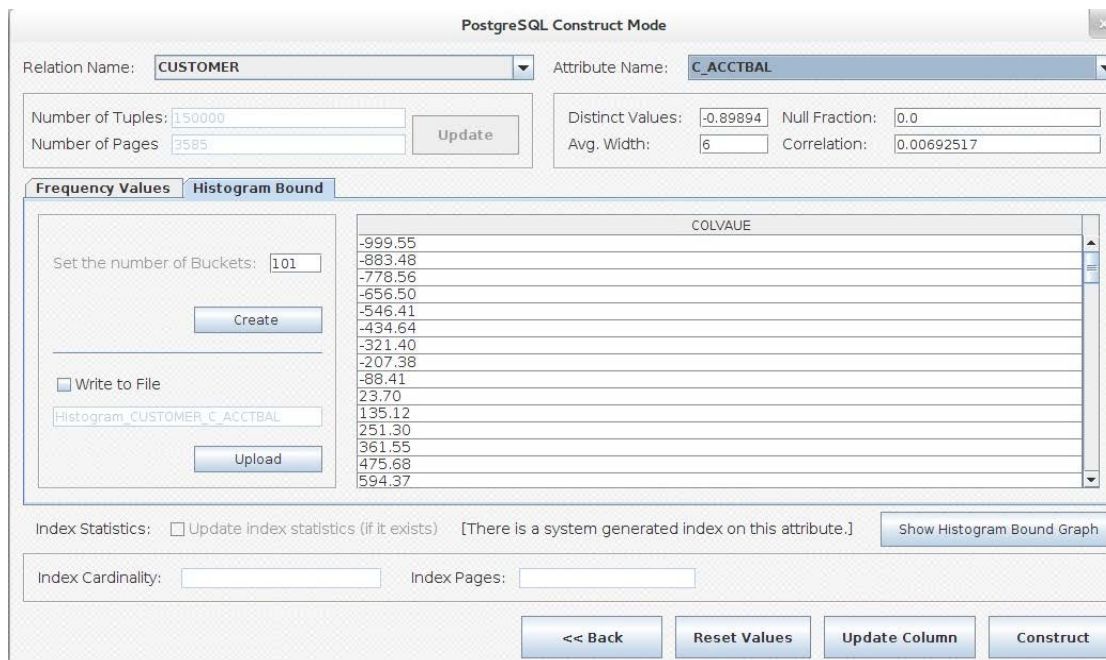 PostgreSQL Construct Mode
Relation Name: CUSTOMER Attribute Name: C_ACCTBAL
Number of Tuples: 150000 Distinct Values: -0.89894 Null Fraction: 0.0
Number of Pages 3585 Update Avg. Width: 6 Correlation: 0.00692517
Frequency Values Histogram Bound
COLVAUE
-999.55
-883.48
Set the number of Buckets: 101
-778.56
-656.50
-546.41
Create
-434.64
-321.40
-207.38
Write to File
-88.41
23.70
Histogram_CUSTOMER_C_ACCTBAL
135.12
251.30
361.55
Upload
475.68
594.37
Index Statistics: Update index statistics (if it exists) [There is a system generated index on this attribute.] Show Histogram Bound Graph
Index Cardinality: Index Pages:
<< Back Reset Values Update Column Construct